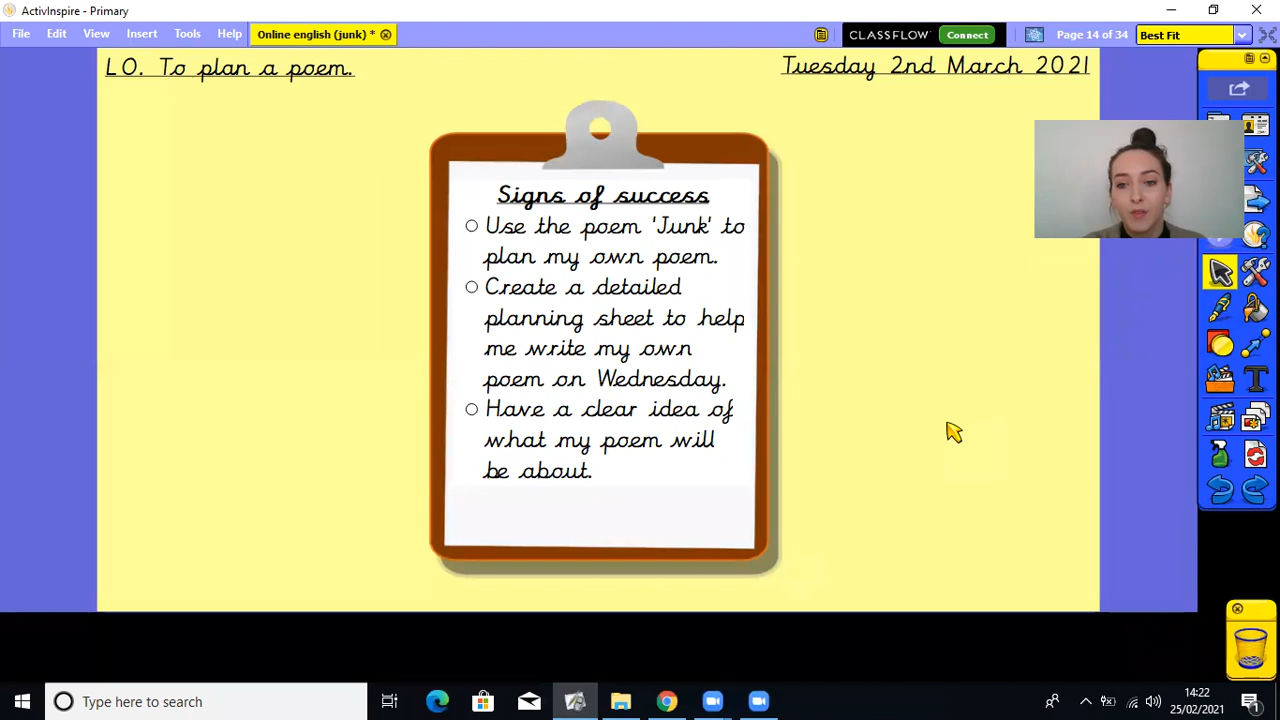 ActivInspire - Primary
File Edit View Insert Tools Help
Online english (junk) *
CLASSFLOW Connect
Page 14 of 34
Best Fit
LO. To plan a poem.
Tuesday 2nd March 2021
Signs of success
Use the poem 'Junk' to
plan my own poem.
Create a detailed
planning sheet to help
me write my own
poem on Wednesday.
Have a clear idea of
what my poem will
be about.
Type here to search
14:22
25/02/2021
1